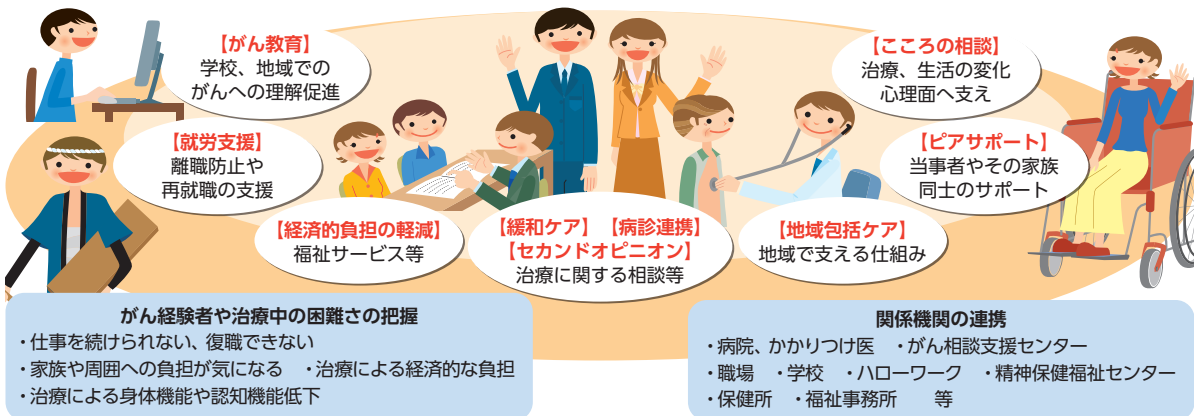 【がん教育】
学校、地域での
がんへの理解促進
【こころの相談】
治療、生活の変化
心理面へ支え
【就労支援】
離職防止や
再就職の支援
【ピアサポート】
当事者やその家族
同士のサポート
【経済的負担の軽減】
福祉サービス等
【緩和ケア】【病診連携】
【セカンドオピニオン】
治療に関する相談等
【地域包括ケア】
地域で支える仕組み
がん経験者や治療中の困難さの把握
・仕事を続けられない、復職できない
・家族や周囲への負担が気になる ・治療による経済的な負担
・治療による身体機能や認知機能低下
関係機関の連携
・病院、かかりつけ医 ・がん相談支援センター
・職場 ・学校 ・ハローワーク ・精神保健福祉センター
・保健所 ・福祉事務所 等